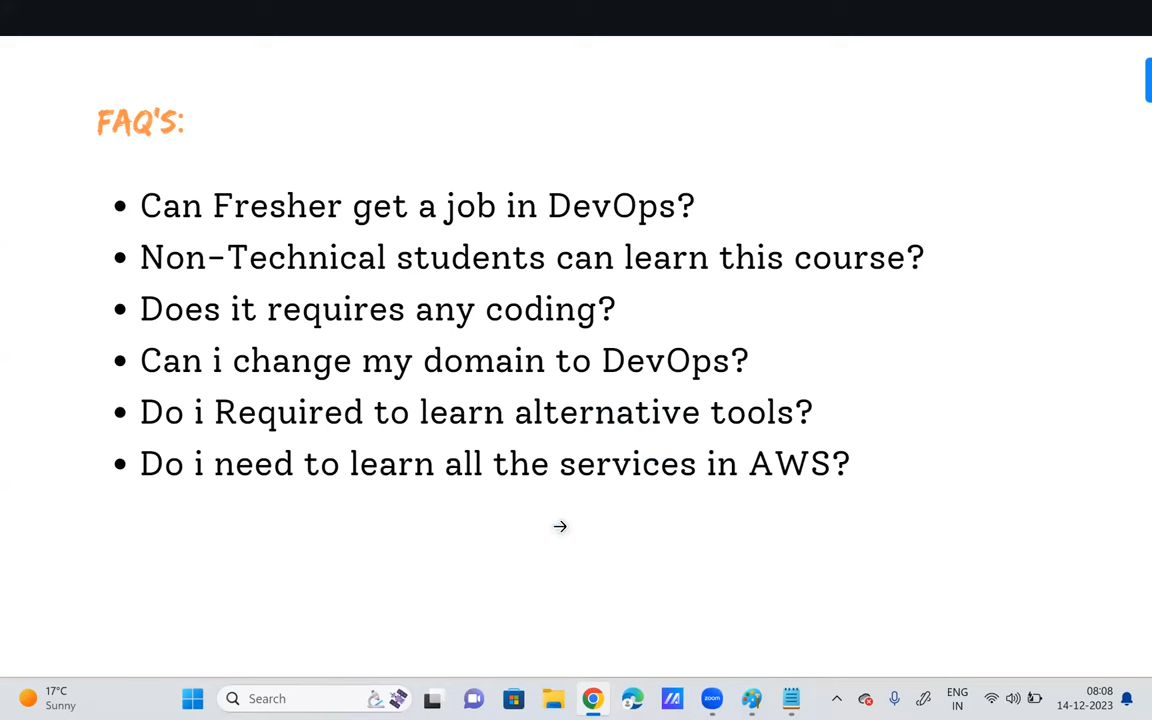 FAQ'S:
• Can Fresher get a job in DevOps?
• Non-Technical students can learn this course?
• Does it requires any coding?
• Can i change my domain to DevOps?
• Do i Required to learn alternative tools?
• Do i need to learn all the services in AWS?
→
17°C
Sunny
Search
zoom
ENG
IN
08:08
14-12-2023